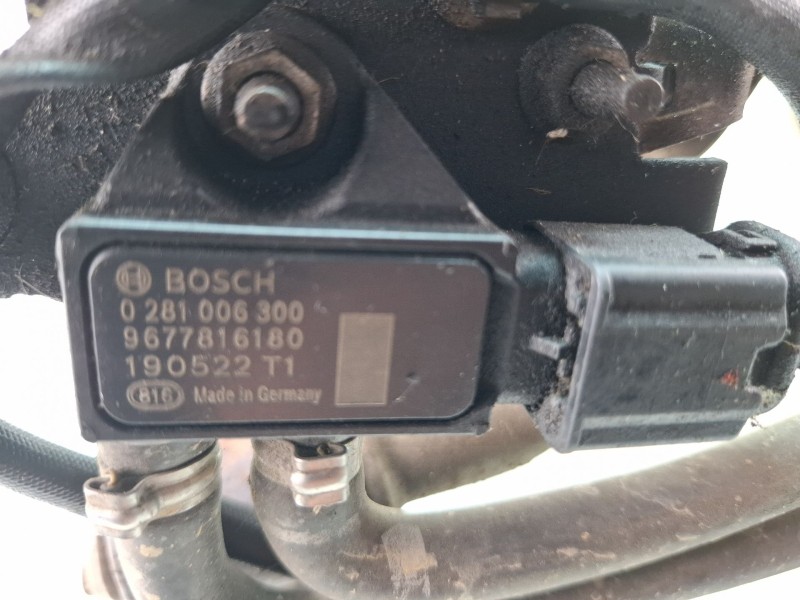 BOSCH
0 281 006 300
9677816180
190522 T1
816 Made in Germany